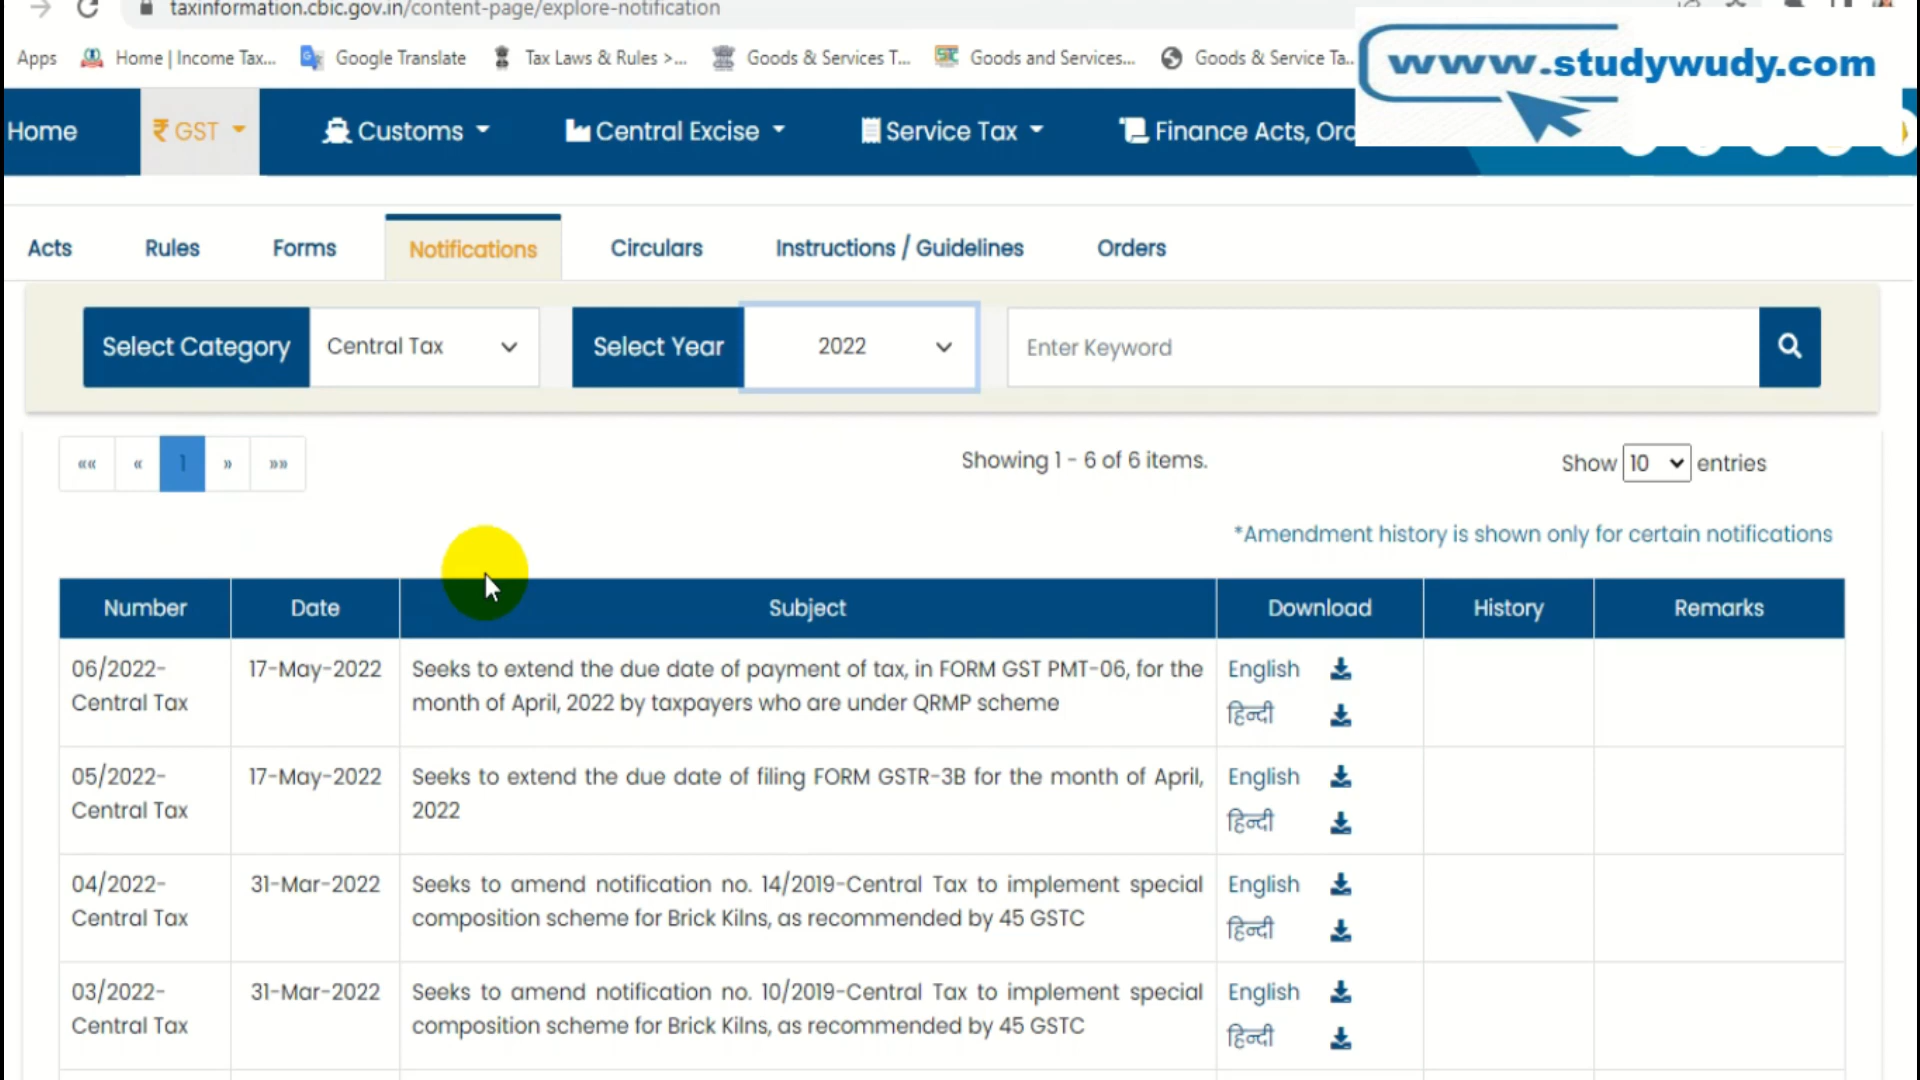 taxinformation.cbic.gov.in/content-page/explore-notification
Apps Home | Income Tax... Google Translate Tax Laws & Rules >... Goods & Services T... Goods and Services... Goods & Service Ta...
www.studywudy.com
Home ₹ GST Customs Central Excise Service Tax Finance Acts, Ord
Acts Rules Forms Notifications Circulars Instructions / Guidelines Orders
Select Category Central Tax Select Year 2022 Enter Keyword
«« « 1 » »» Showing 1 - 6 of 6 items. Show 10 entries
*Amendment history is shown only for certain notifications
Number Date Subject Download History Remarks
06/2022- 17-May-2022 Seeks to extend the due date of payment of tax, in FORM GST PMT-06, for the English
Central Tax month of April, 2022 by taxpayers who are under QRMP scheme हिन्दी
05/2022- 17-May-2022 Seeks to extend the due date of filing FORM GSTR-3B for the month of April, English
Central Tax 2022 हिन्दी
04/2022- 31-Mar-2022 Seeks to amend notification no. 14/2019-Central Tax to implement special English
Central Tax composition scheme for Brick Kilns, as recommended by 45 GSTC हिन्दी
03/2022- 31-Mar-2022 Seeks to amend notification no. 10/2019-Central Tax to implement special English
Central Tax composition scheme for Brick Kilns, as recommended by 45 GSTC हिन्दी